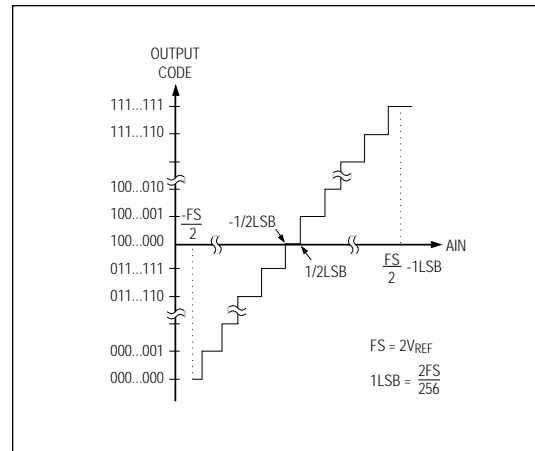 OUTPUT
CODE
111...111
111...110
100...010
100...001
100...000
011...111
011...110
000...001
000...000
-FS
2
-1/2LSB
1/2LSB
AIN
FS
2
-1LSB
FS = 2VREF
1LSB = 2FS
256